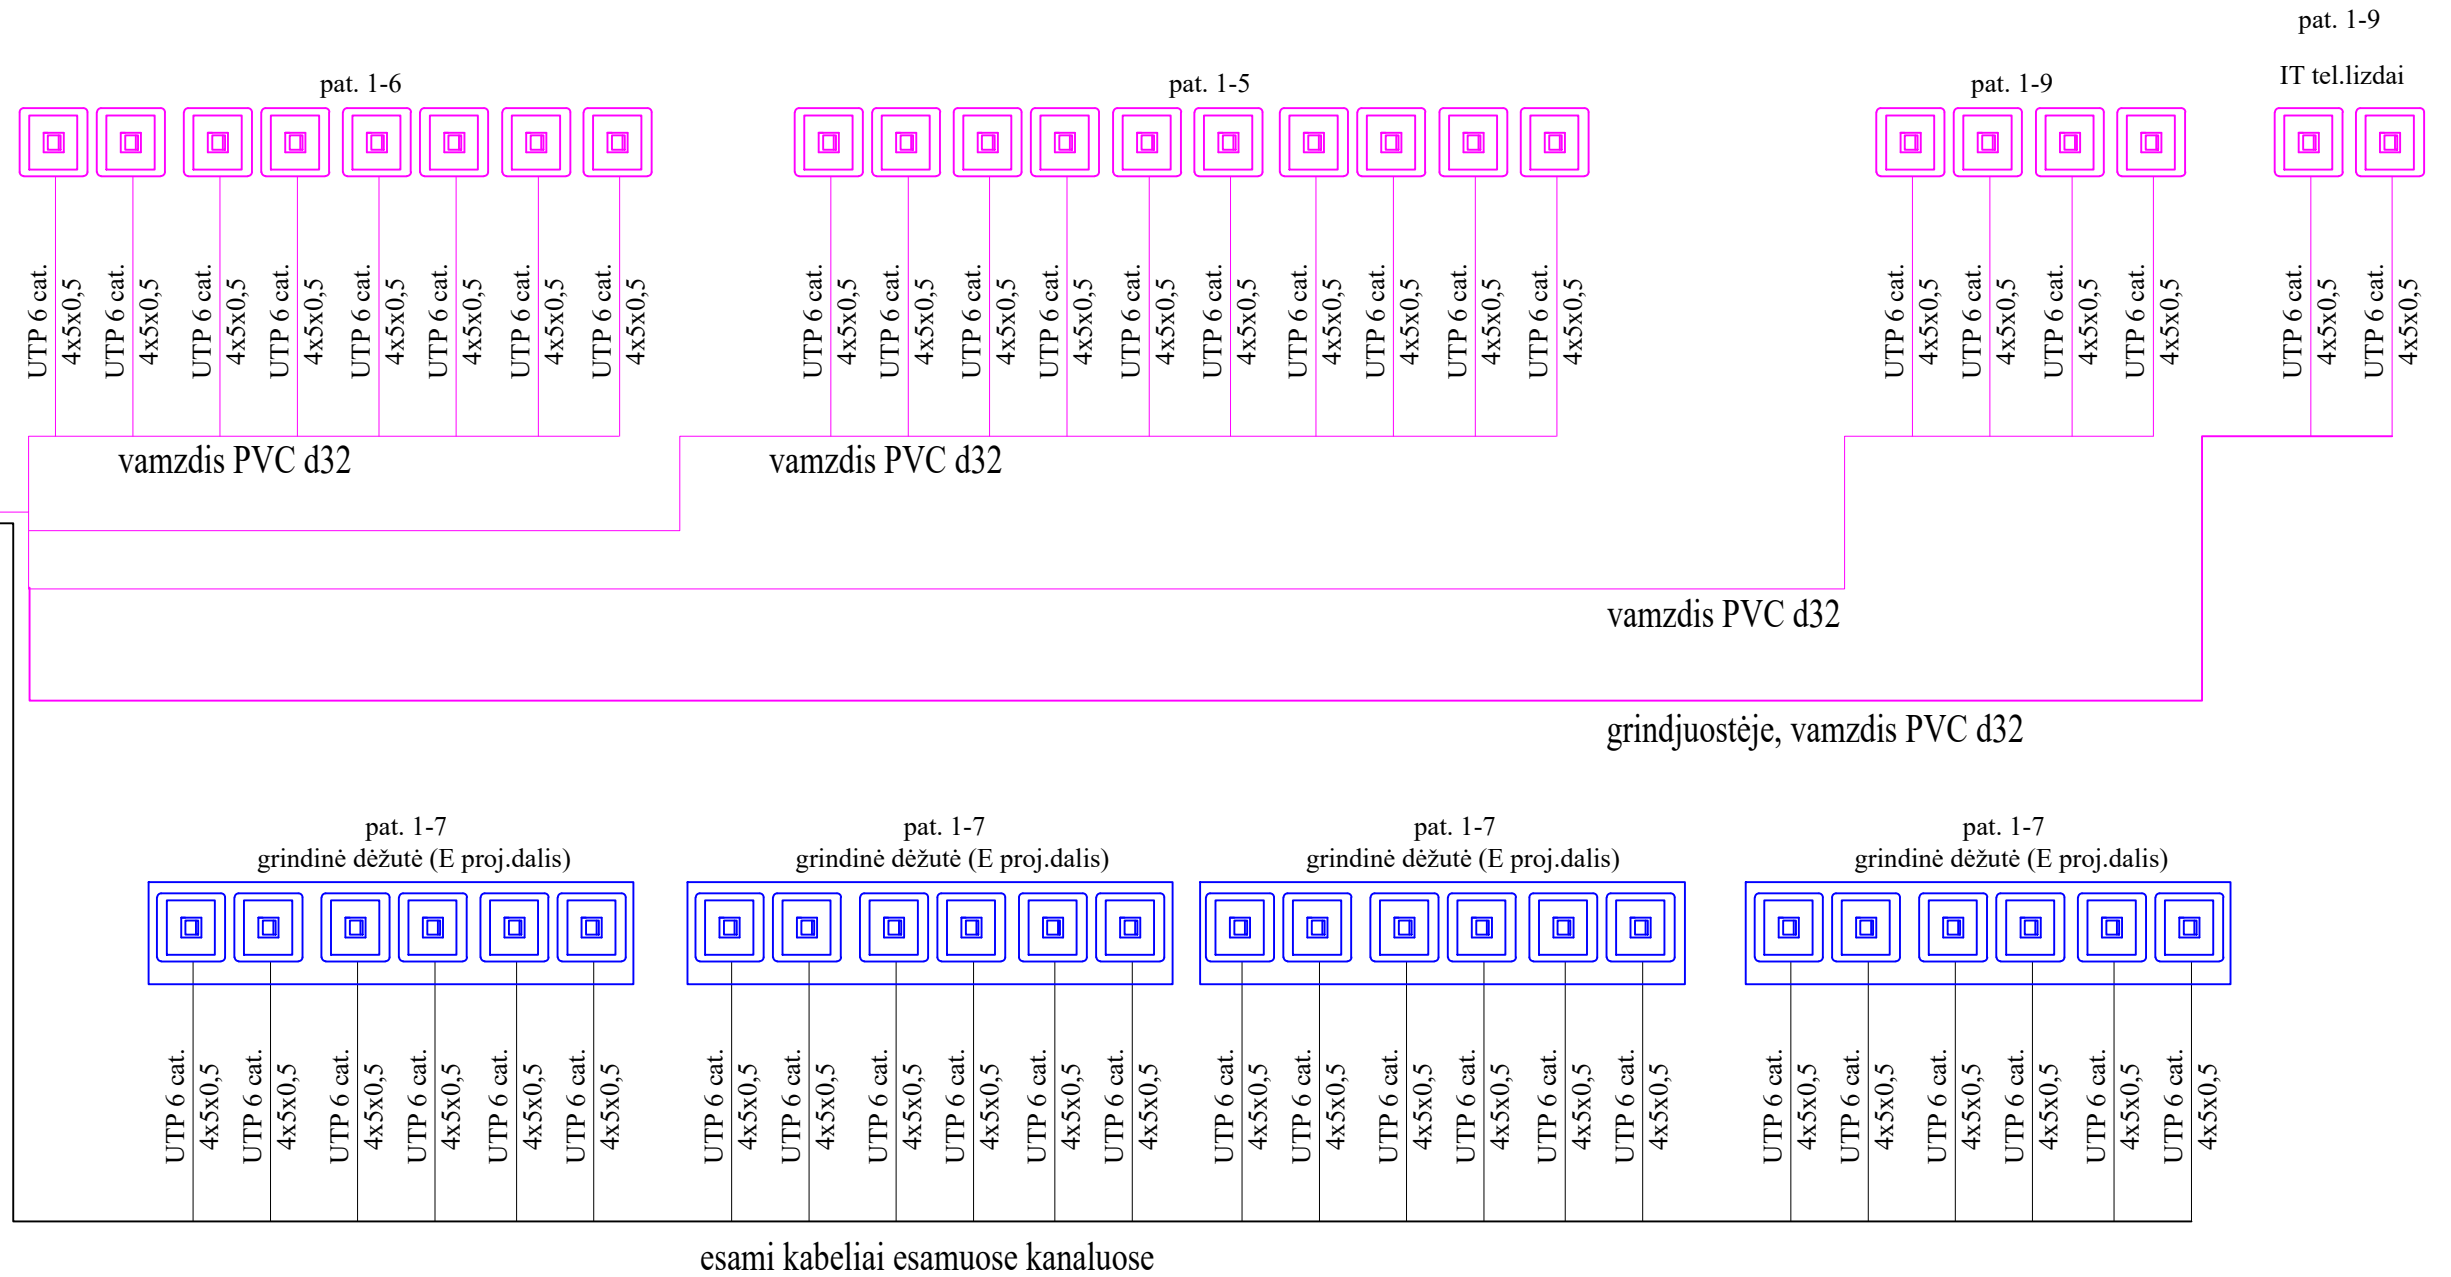 pat. 1-9
IT tel.lizdai
pat. 1-6
pat. 1-5
pat. 1-9
UTP 6 cat.
4x5x0,5
UTP 6 cat.
4x5x0,5
UTP 6 cat.
4x5x0,5
UTP 6 cat.
4x5x0,5
UTP 6 cat.
4x5x0,5
UTP 6 cat.
4x5x0,5
UTP 6 cat.
4x5x0,5
UTP 6 cat.
4x5x0,5
UTP 6 cat.
4x5x0,5
UTP 6 cat.
4x5x0,5
UTP 6 cat.
4x5x0,5
UTP 6 cat.
4x5x0,5
UTP 6 cat.
4x5x0,5
UTP 6 cat.
4x5x0,5
UTP 6 cat.
4x5x0,5
UTP 6 cat.
4x5x0,5
UTP 6 cat.
4x5x0,5
UTP 6 cat.
4x5x0,5
UTP 6 cat.
4x5x0,5
UTP 6 cat.
4x5x0,5
UTP 6 cat.
4x5x0,5
UTP 6 cat.
4x5x0,5
UTP 6 cat.
4x5x0,5
UTP 6 cat.
4x5x0,5
vamzdis PVC d32
vamzdis PVC d32
vamzdis PVC d32
grindjuostėje, vamzdis PVC d32
pat. 1-7
grindinė dėžutė (E proj.dalis)
pat. 1-7
grindinė dėžutė (E proj.dalis)
pat. 1-7
grindinė dėžutė (E proj.dalis)
pat. 1-7
grindinė dėžutė (E proj.dalis)
UTP 6 cat.
4x5x0,5
UTP 6 cat.
4x5x0,5
UTP 6 cat.
4x5x0,5
UTP 6 cat.
4x5x0,5
UTP 6 cat.
4x5x0,5
UTP 6 cat.
4x5x0,5
UTP 6 cat.
4x5x0,5
UTP 6 cat.
4x5x0,5
UTP 6 cat.
4x5x0,5
UTP 6 cat.
4x5x0,5
UTP 6 cat.
4x5x0,5
UTP 6 cat.
4x5x0,5
UTP 6 cat.
4x5x0,5
UTP 6 cat.
4x5x0,5
UTP 6 cat.
4x5x0,5
UTP 6 cat.
4x5x0,5
UTP 6 cat.
4x5x0,5
UTP 6 cat.
4x5x0,5
UTP 6 cat.
4x5x0,5
UTP 6 cat.
4x5x0,5
UTP 6 cat.
4x5x0,5
UTP 6 cat.
4x5x0,5
UTP 6 cat.
4x5x0,5
UTP 6 cat.
4x5x0,5
esami kabeliai esamuose kanaluose